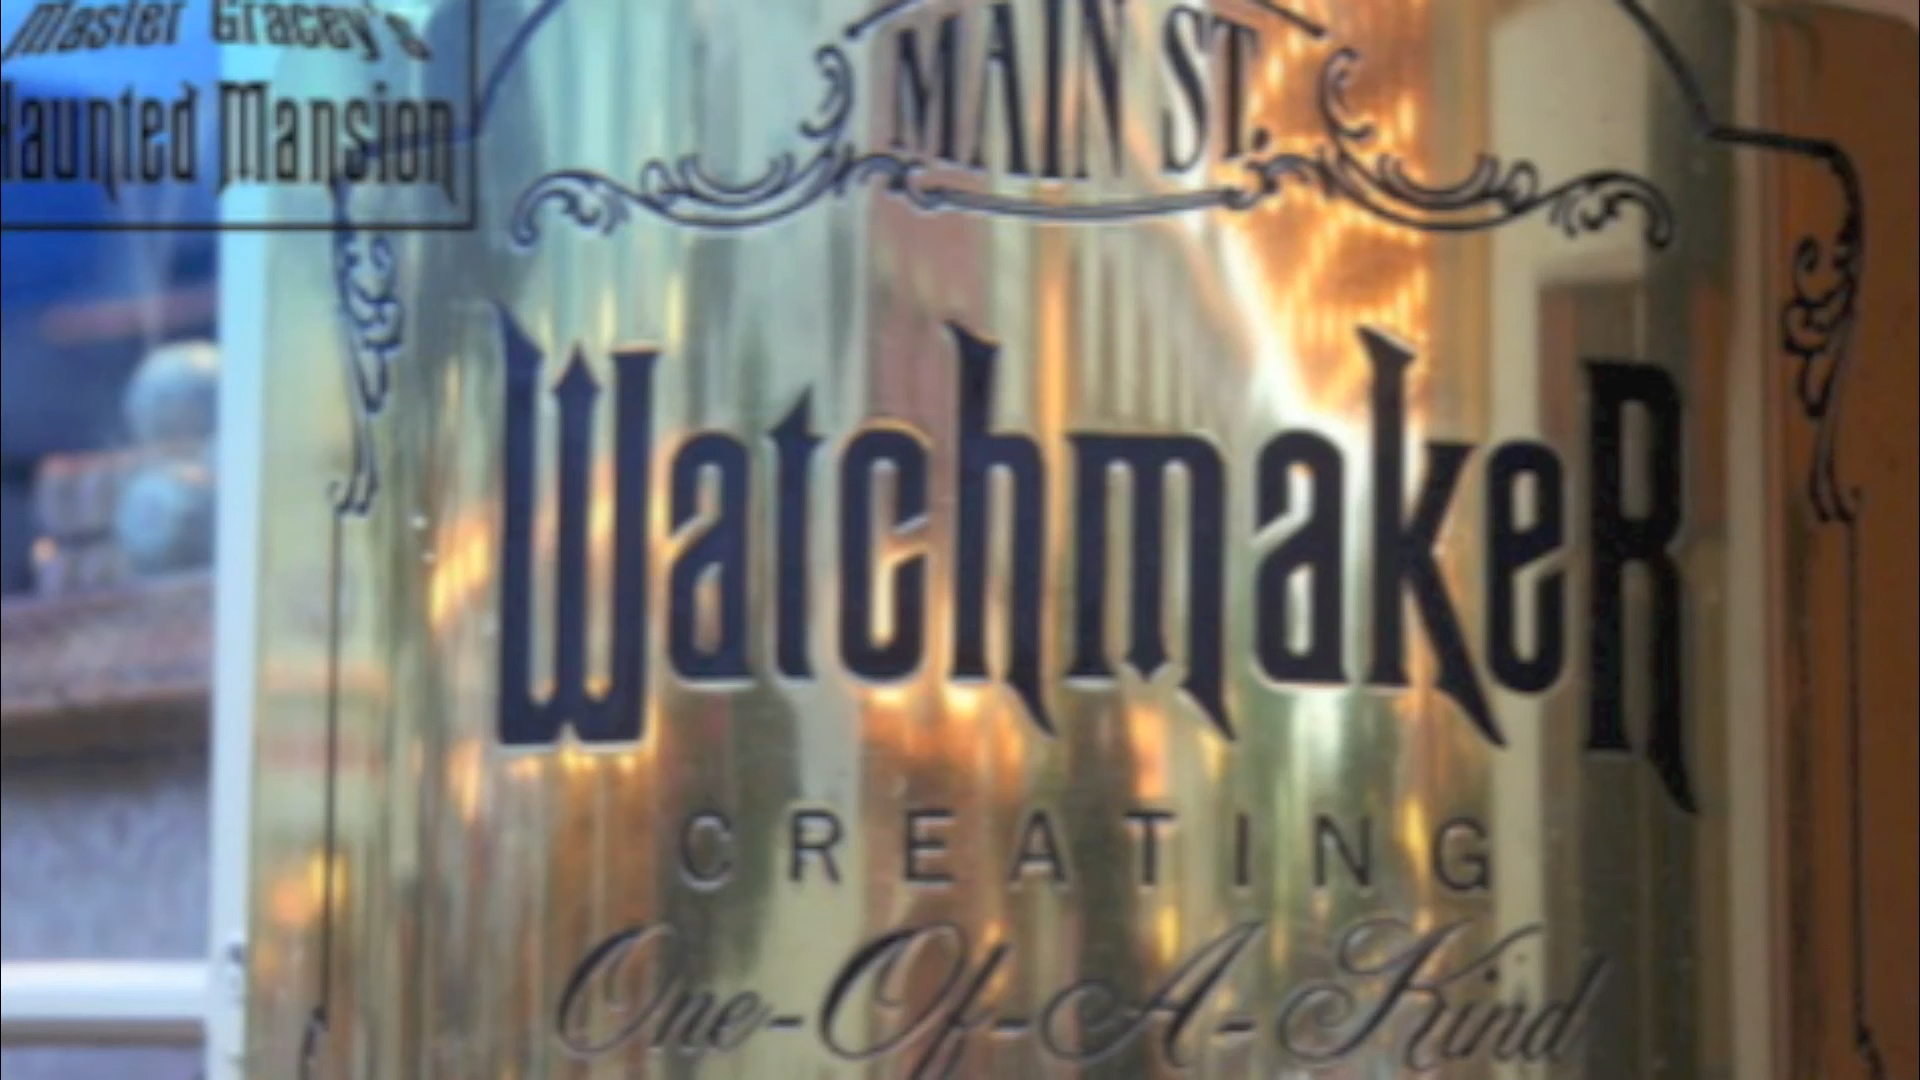 Master Gracey's
Haunted Mansion
MAIN ST.
WatchmakeR
CREATING
One-Of-A-Kind